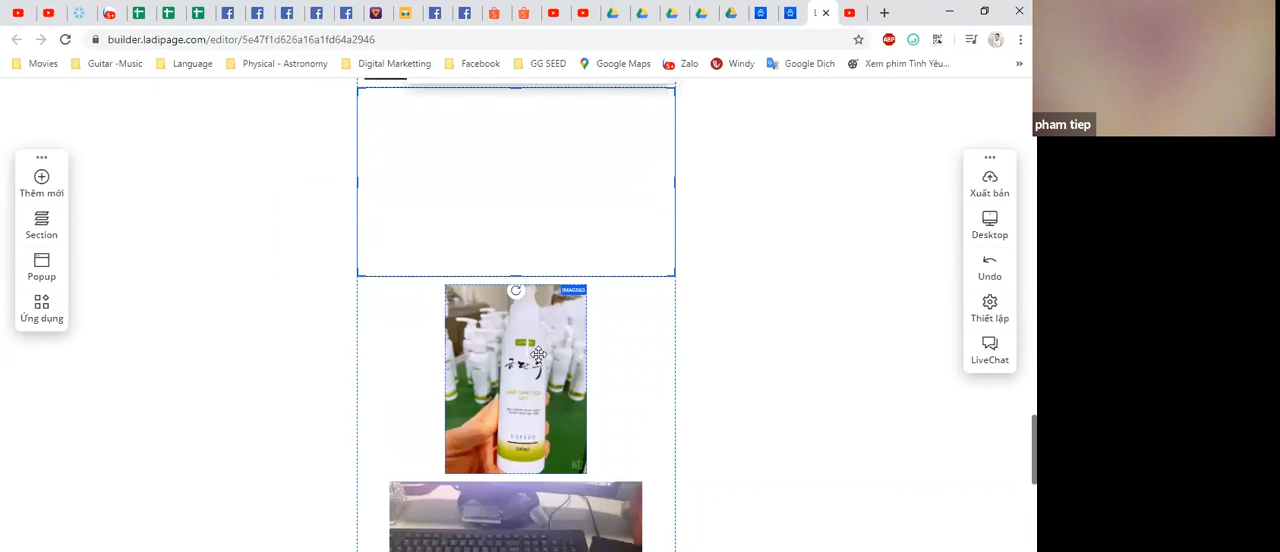 builder.ladipage.com/editor/5e47f1d626a16a1fd64a2946
ABP
Movies Guitar -Music Language Physical - Astronomy Digital Marketting Facebook GG SEED Google Maps Zalo Windy Google Dịch Xem phim Tình Yêu... »
pham tiep
Thêm mới
Section
Popup
Ứng dụng
Xuất bản
Desktop
Undo
Thiết lập
LiveChat